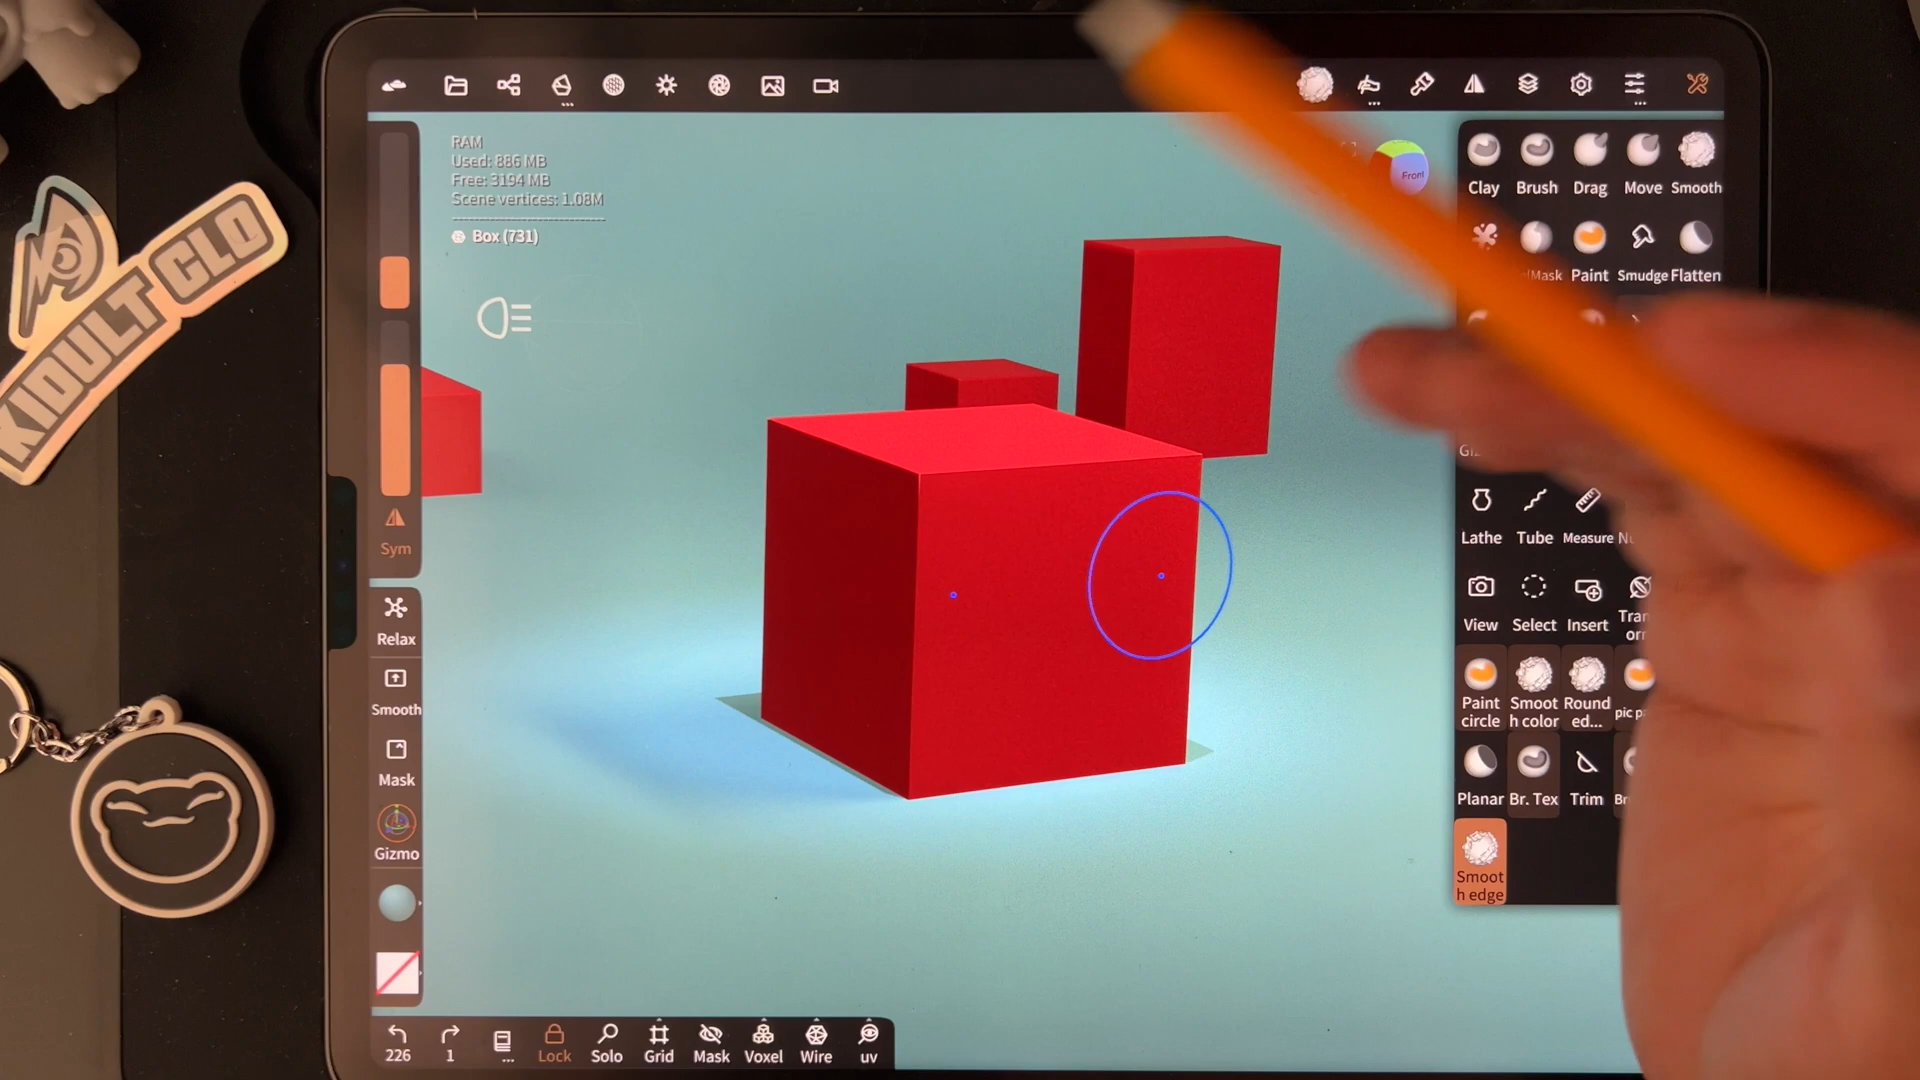 KIDULT CLO
RAM
Used: 886 MB
Free: 3194 MB
Scene vertices: 1.08M
Box (731)
Front
Sym
Relax
Smooth
Mask
Gizmo
Clay Brush Drag Move Smooth
Paint Smudge Flatten
Lathe Tube Measure
View Select Insert
Paint circle
Smoot h color
Round ed...
Planar Br. Tex Trim
Smoot h edge
226 1 Lock Solo Grid Mask Voxel Wire uv